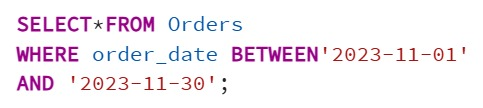 SELECT*FROM Orders
WHERE order_date BETWEEN'2023-11-01'
AND '2023-11-30';